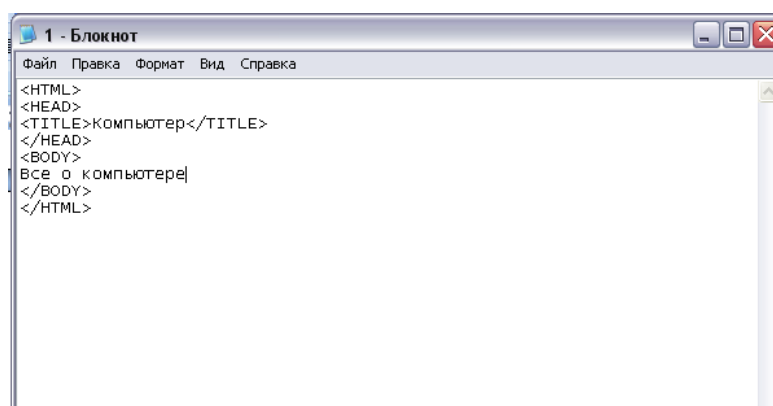 1 - Блокнот
Файл Правка Формат Вид Справка
<HTML>
<HEAD>
<TITLE>Компьютер</TITLE>
</HEAD>
<BODY>
Все о компьютере
</BODY>
</HTML>